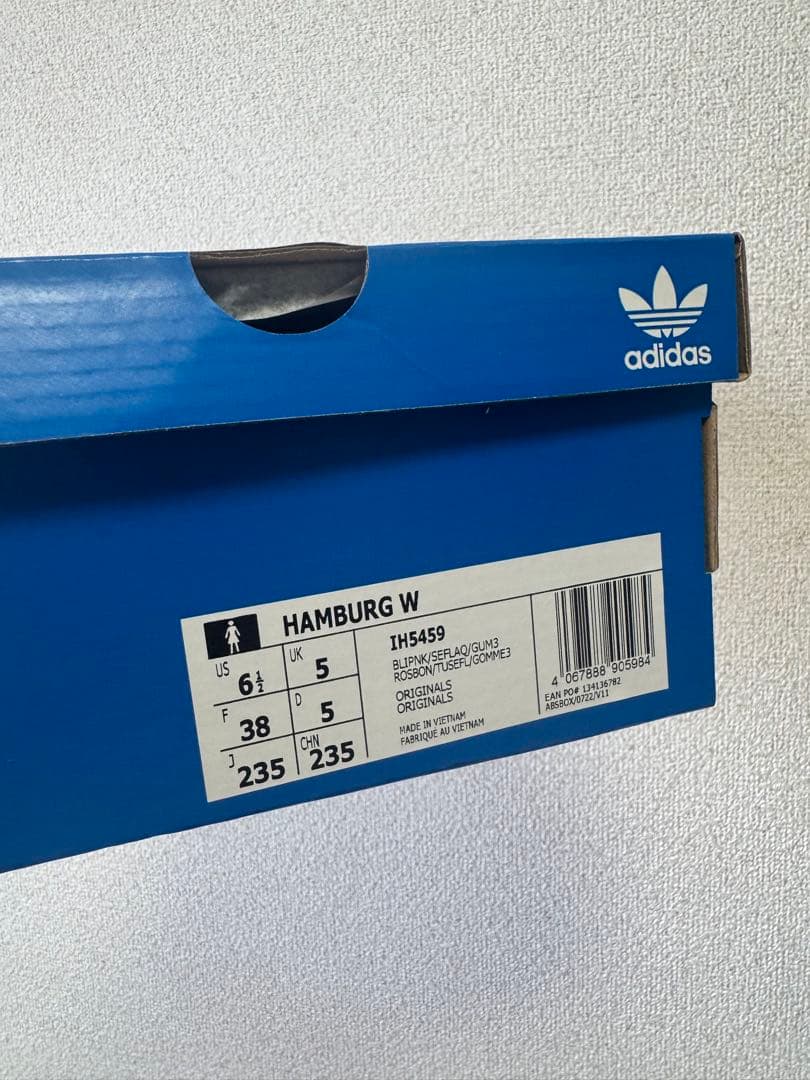 adidas
HAMBURG W
US 6½
UK 5
F 38
D 5
J 235
CHN 235
IH5459
BLIPNK/SEFLAQ/GUM3
ROSBON/TUSEFL/GOMME3
ORIGINALS
ORIGINALS
MADE IN VIETNAM
FABRIQUÉ AU VIETNAM
4 067888 905984
EAN PO# 134136782
ABSBOX/0722/V11